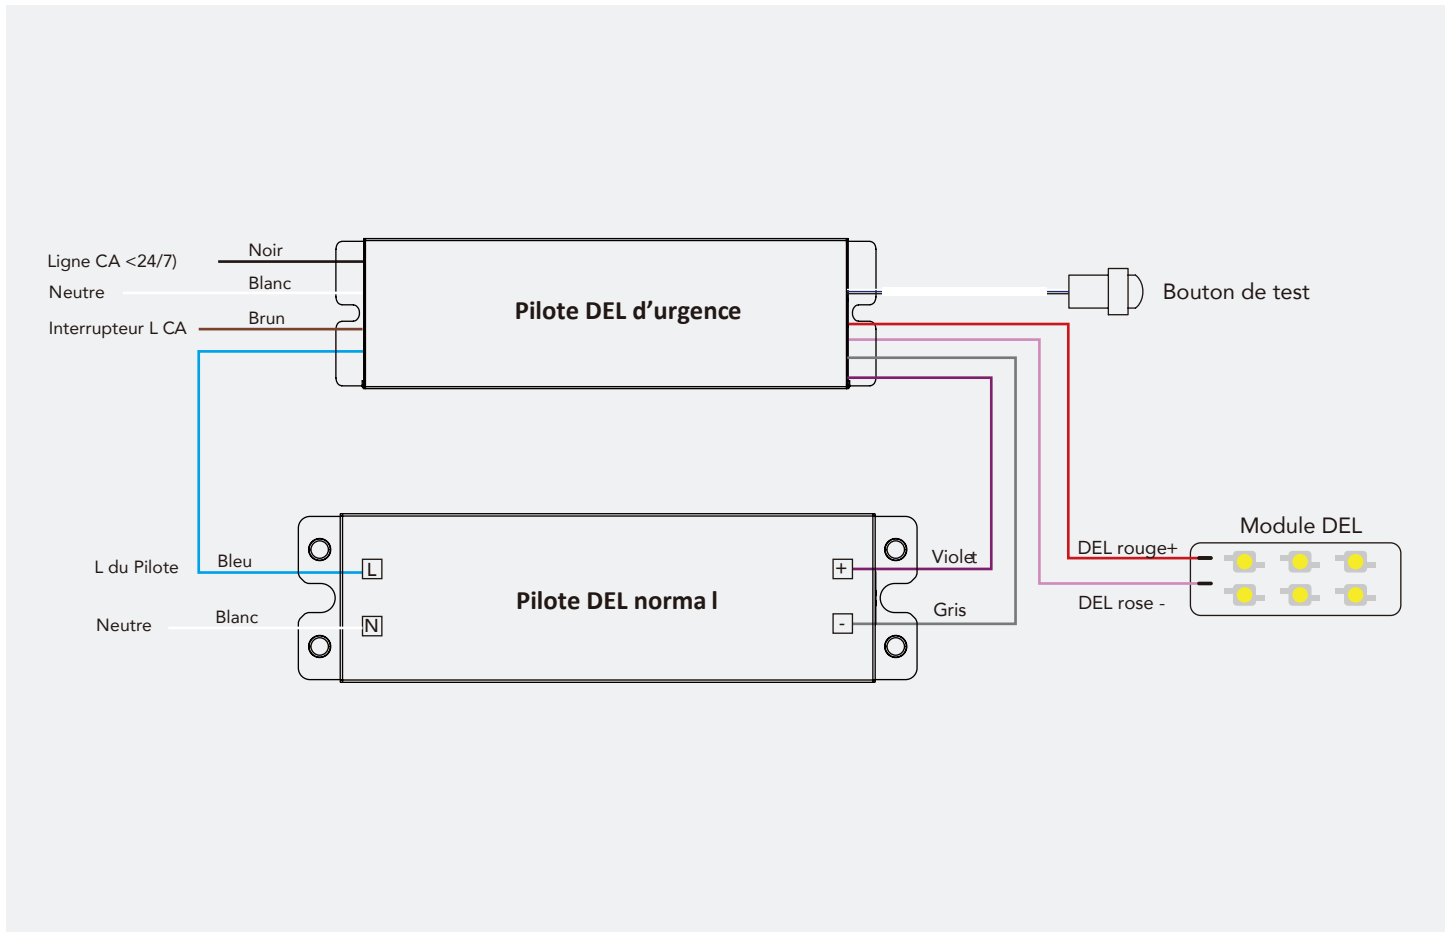 Ligne CA <24/7)
Noir
Neutre
Blanc
Interrupteur L CA
Brun
Pilote DEL d’urgence
Bouton de test
Module DEL
L du Pilote
Bleu
L
Neutre
Blanc
N
Pilote DEL norma l
+
Violet
-
Gris
DEL rouge+
DEL rose -